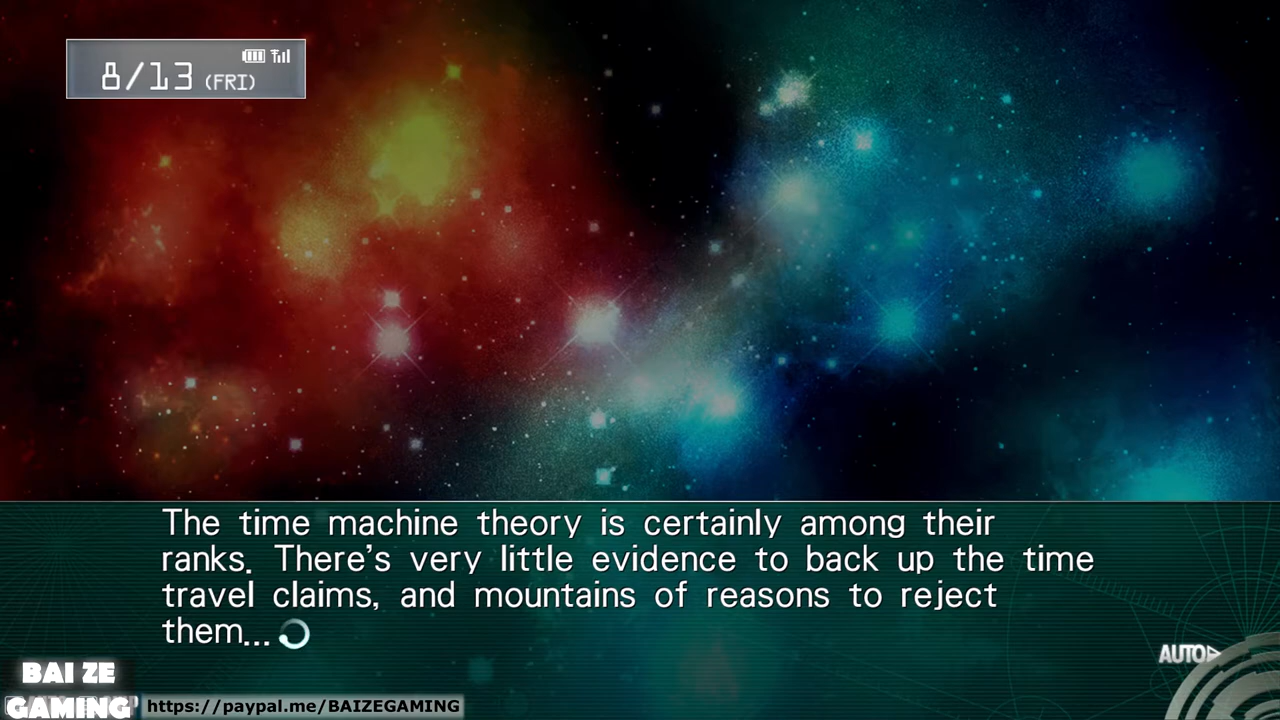 8/13 (FRI)
The time machine theory is certainly among their
ranks. There's very little evidence to back up the time
travel claims, and mountains of reasons to reject
them...
AUTO
BAI ZE
GAMING
https://paypal.me/BAIZEGAMING